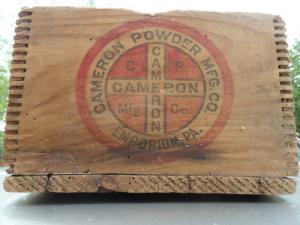 CAMERON POWDER MFG. CO.
C P
CAMERON
CAMERON
Mfg Co.
EMPORIUM, PA.